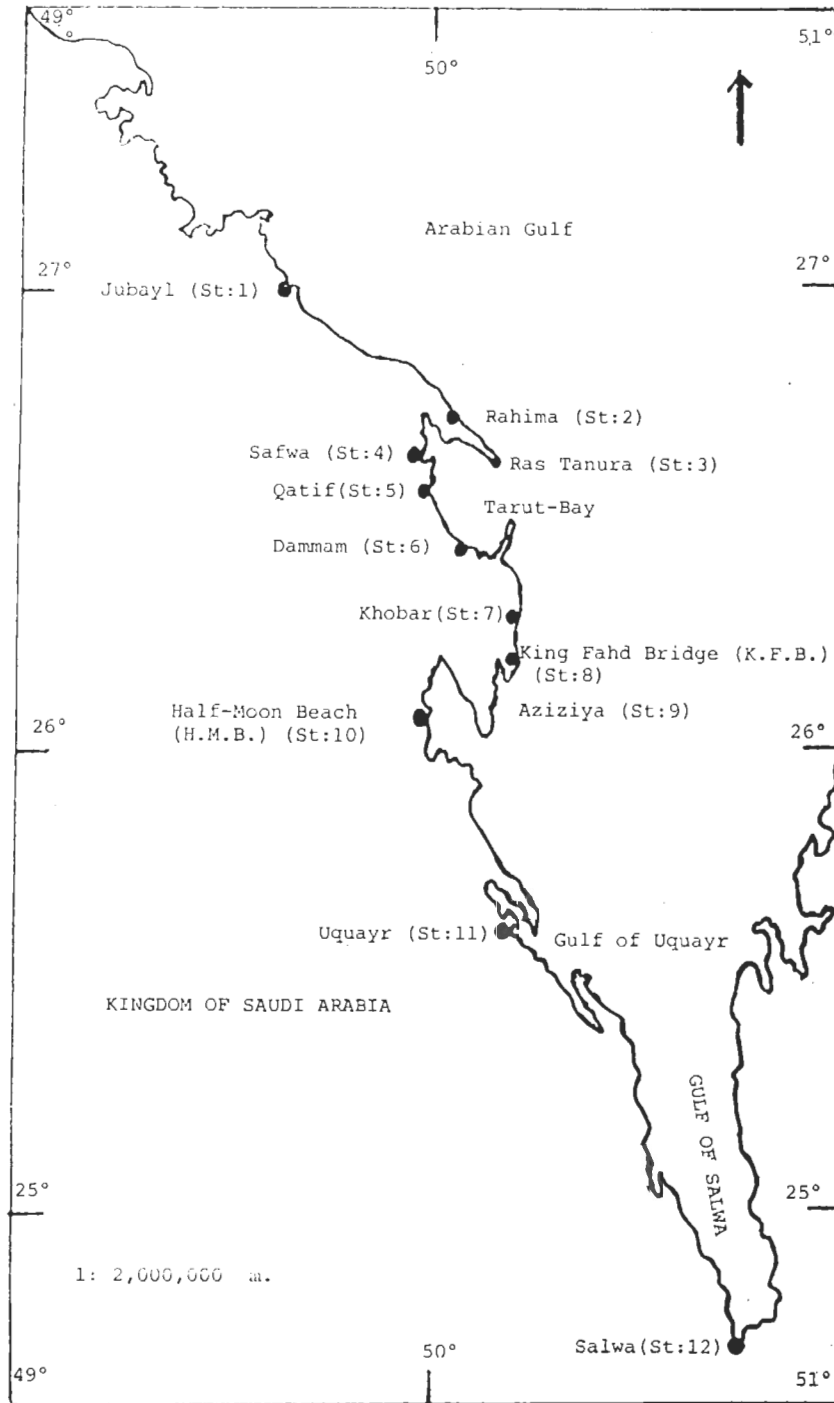 49°
50°
51°
Arabian Gulf
27°
27°
Jubayl (St:1)
Rahima (St:2)
Safwa (St:4)
Ras Tanura (St:3)
Qatif(St:5)
Tarut-Bay
Dammam (St:6)
Khobar(St:7)
King Fahd Bridge (K.F.B.)
(St:8)
Half-Moon Beach
(H.M.B.) (St:10)
Aziziya (St:9)
26°
26°
Uquayr (St:11)
Gulf of Uquayr
KINGDOM OF SAUDI ARABIA
GULF OF SALWA
25°
25°
1: 2,000,000 m.
Salwa(St:12)
49°
50°
51°